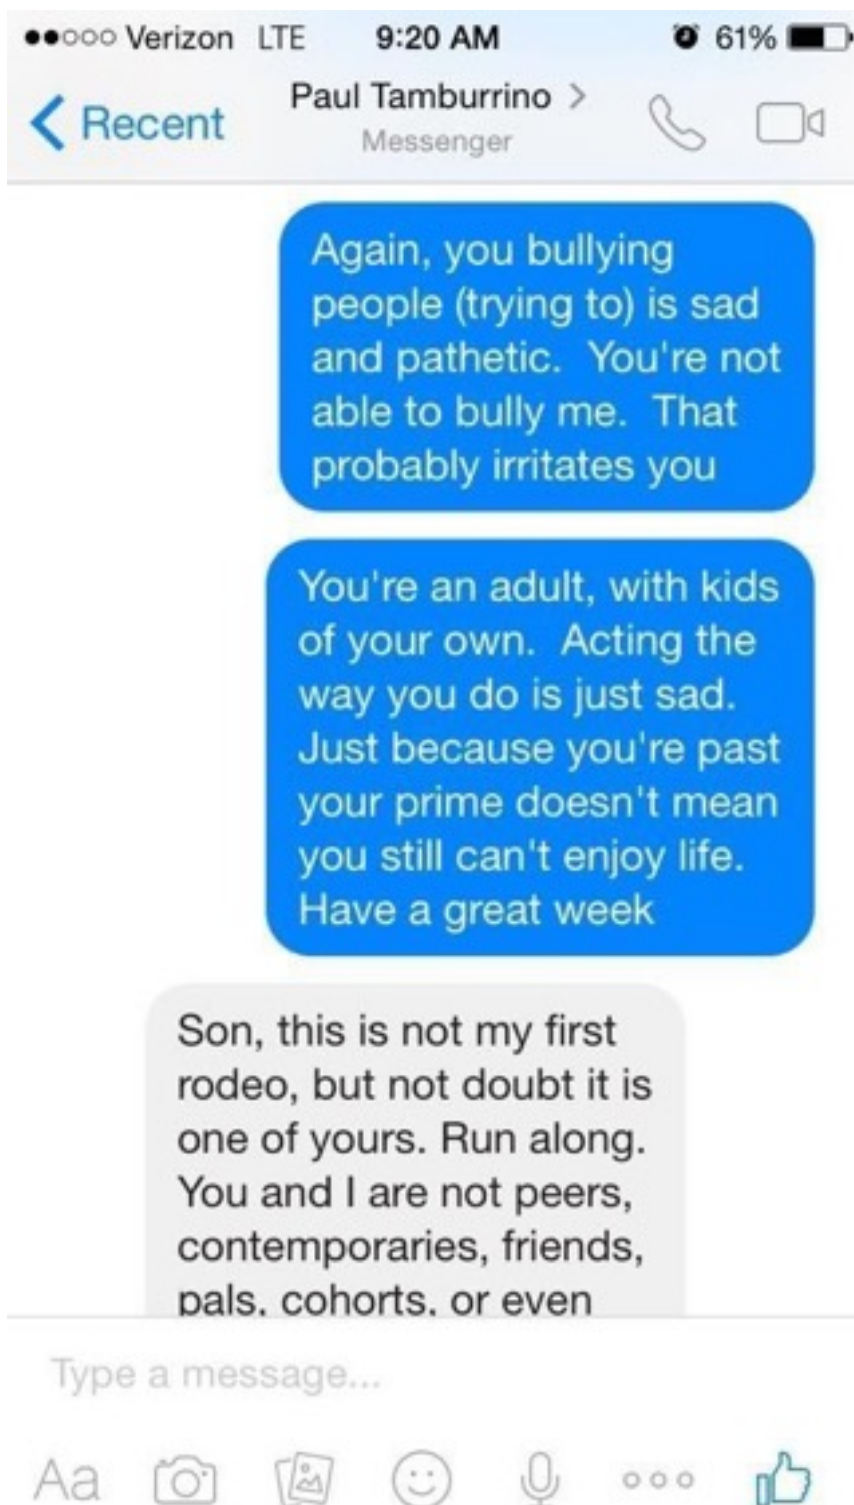 Verizon LTE 9:20 AM 61%
Recent Paul Tamburrino >
Messenger
Again, you bullying
people (trying to) is sad
and pathetic. You're not
able to bully me. That
probably irritates you
You're an adult, with kids
of your own. Acting the
way you do is just sad.
Just because you're past
your prime doesn't mean
you still can't enjoy life.
Have a great week
Son, this is not my first
rodeo, but not doubt it is
one of yours. Run along.
You and I are not peers,
contemporaries, friends,
pals, cohorts, or even
Type a message...
Aa